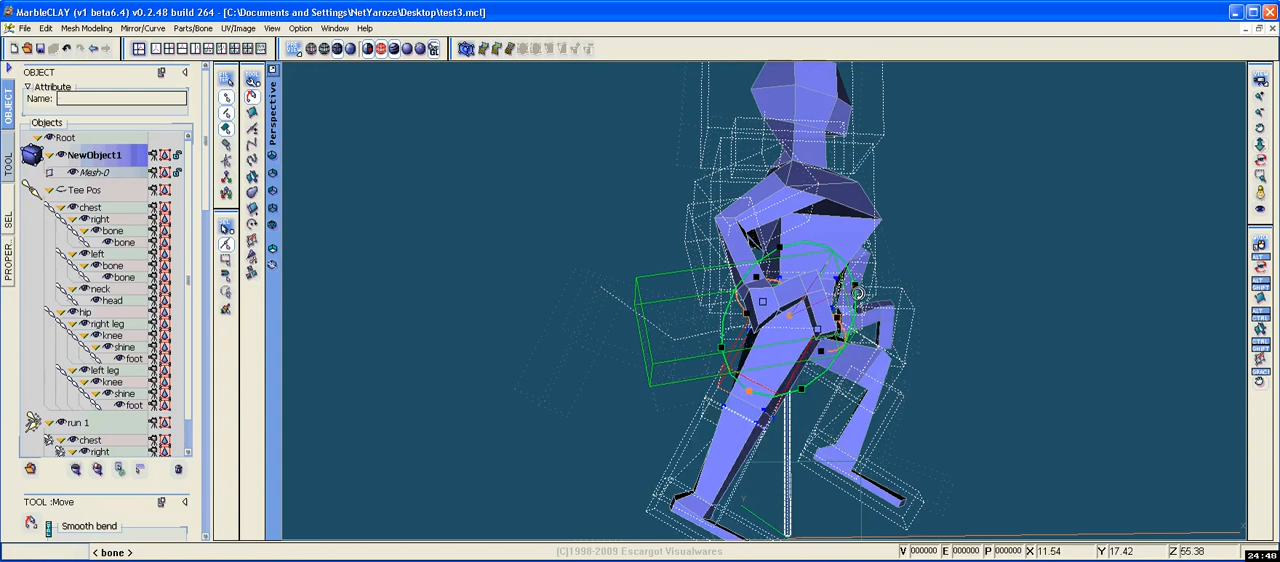 MarbleCLAY (v1 beta6.4) v0.2.48 build 264 - [C:\Documents and Settings\NetYaroze\Desktop\test3.mcl]
File Edit Mesh Modeling Mirror/Curve Parts/Bone UV/Image View Option Window Help
OBJECT
Attribute
Name:
Objects
Root
NewObject1
Mesh-0
Tee Pos
chest
right
bone
bone
left
bone
bone
neck
head
hip
right leg
knee
shine
foot
left leg
knee
shine
foot
run 1
chest
right
TOOL :Move
Smooth bend
OBJECT
TOOL
SEL
PROPER..
Perspective
Y
X
< bone >
(C)1998-2009 Escargot Visualwares
V 000000 E 000000 P 000000 X 11.54 Y 17.42 Z 55.38
24:48